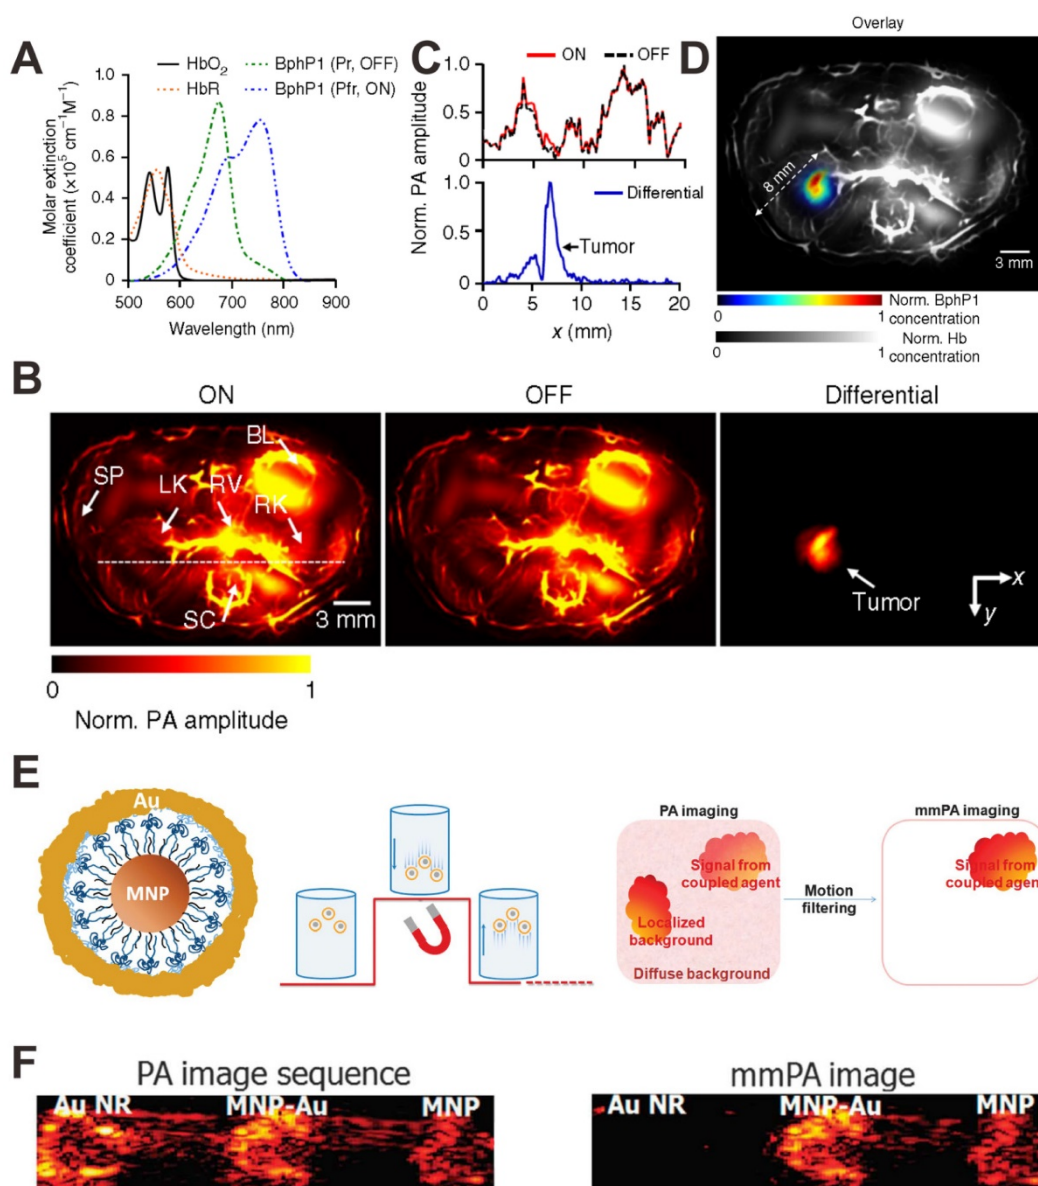 A
HbO2
HbR
BphP1 (Pr, OFF)
BphP1 (Pfr, ON)
Molar extinction
coefficient (×10⁵ cm⁻¹M⁻¹)
1.0
0.8
0.6
0.4
0.2
0
500 600 700 800 900
Wavelength (nm)
C
ON
OFF
Norm. PA amplitude
1.0
0.5
0
1.0
Differential
0.5
Tumor
0
0 5 10 15 20
x (mm)
D
Overlay
8 mm
3 mm
0 1
Norm. BphP1
concentration
0 1
Norm. Hb
concentration
B
ON
OFF
Differential
BL
SP
LK
RV
RK
SC
3 mm
Tumor
x
y
0 1
Norm. PA amplitude
E
Au
MNP
PA imaging
Signal from
coupled agent
Localized
background
Diffuse background
Motion
filtering
mmPA imaging
Signal from
coupled agent
F
PA image sequence
Au NR MNP-Au MNP
mmPA image
Au NR MNP-Au MNP